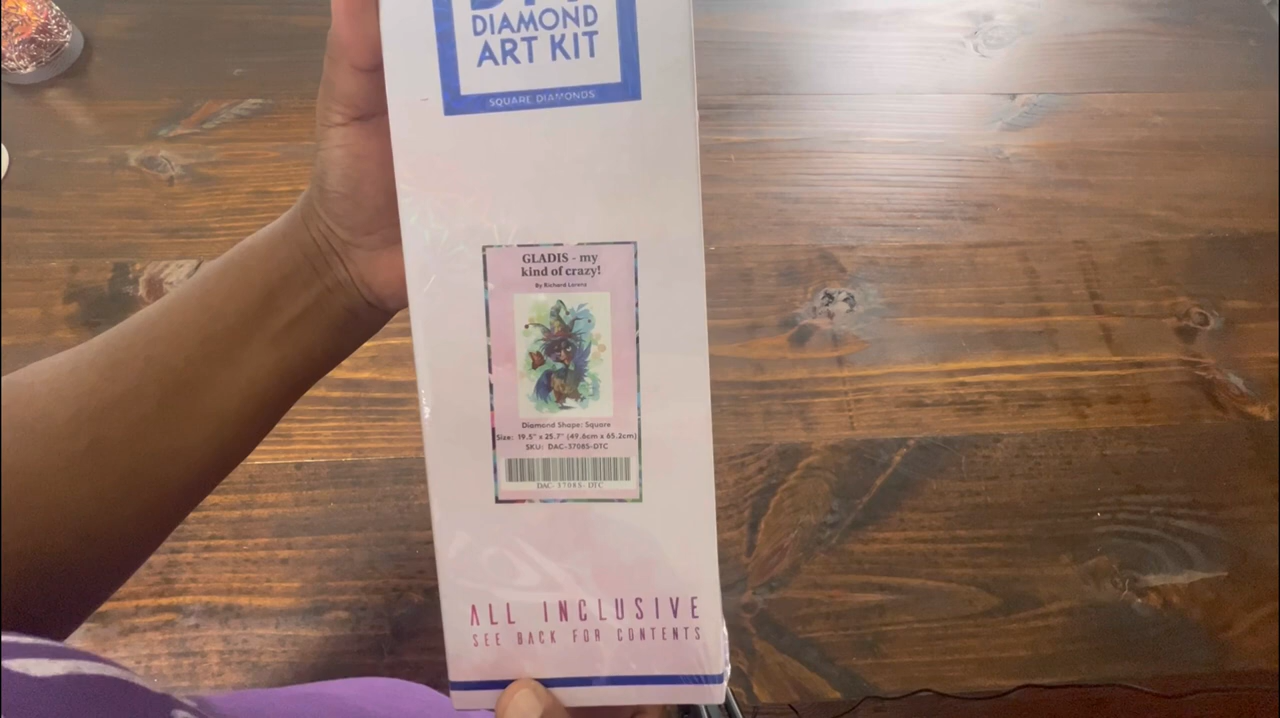 DIAMOND
ART KIT
SQUARE DIAMONDS
GLADIS - my
kind of crazy!
By Richard Lorenz
Diamond Shape: Square
Size: 19.5" x 25.7" (49.6cm x 65.2cm)
SKU: DAC-37085-DTC
DAC-37085-DTC
ALL INCLUSIVE
SEE BACK FOR CONTENTS